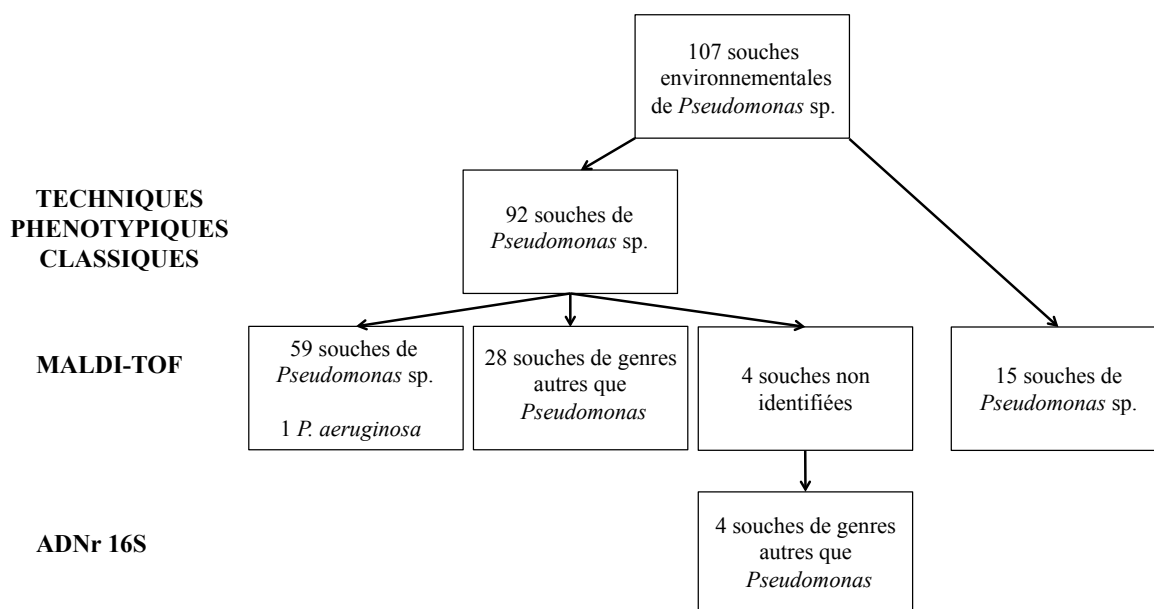 107 souches
environnementales
de Pseudomonas sp.
TECHNIQUES
PHENOTYPIQUES
CLASSIQUES
92 souches de
Pseudomonas sp.
MALDI-TOF
59 souches de
Pseudomonas sp.
1 P. aeruginosa
28 souches de genres
autres que
Pseudomonas
4 souches non
identifiées
15 souches de
Pseudomonas sp.
ADNr 16S
4 souches de genres
autres que
Pseudomonas